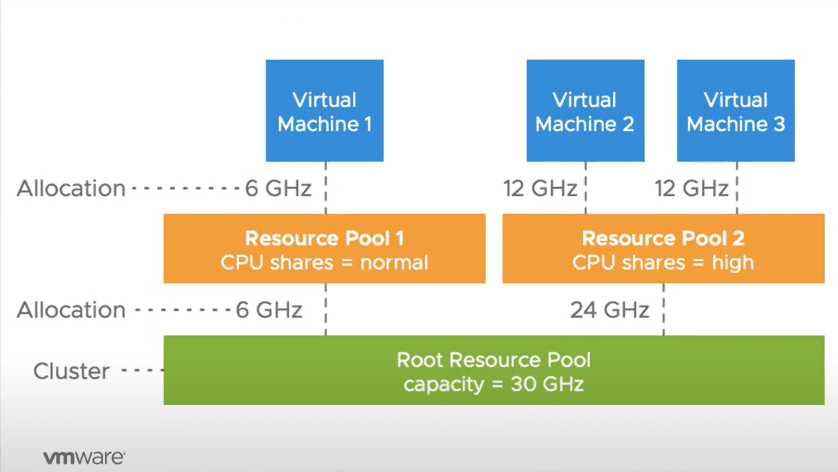 Virtual
Machine 1
Virtual
Machine 2
Virtual
Machine 3
Allocation
6 GHz
12 GHz
12 GHz
Resource Pool 1
CPU shares = normal
Resource Pool 2
CPU shares = high
Allocation
6 GHz
24 GHz
Cluster
Root Resource Pool
capacity = 30 GHz
vmware